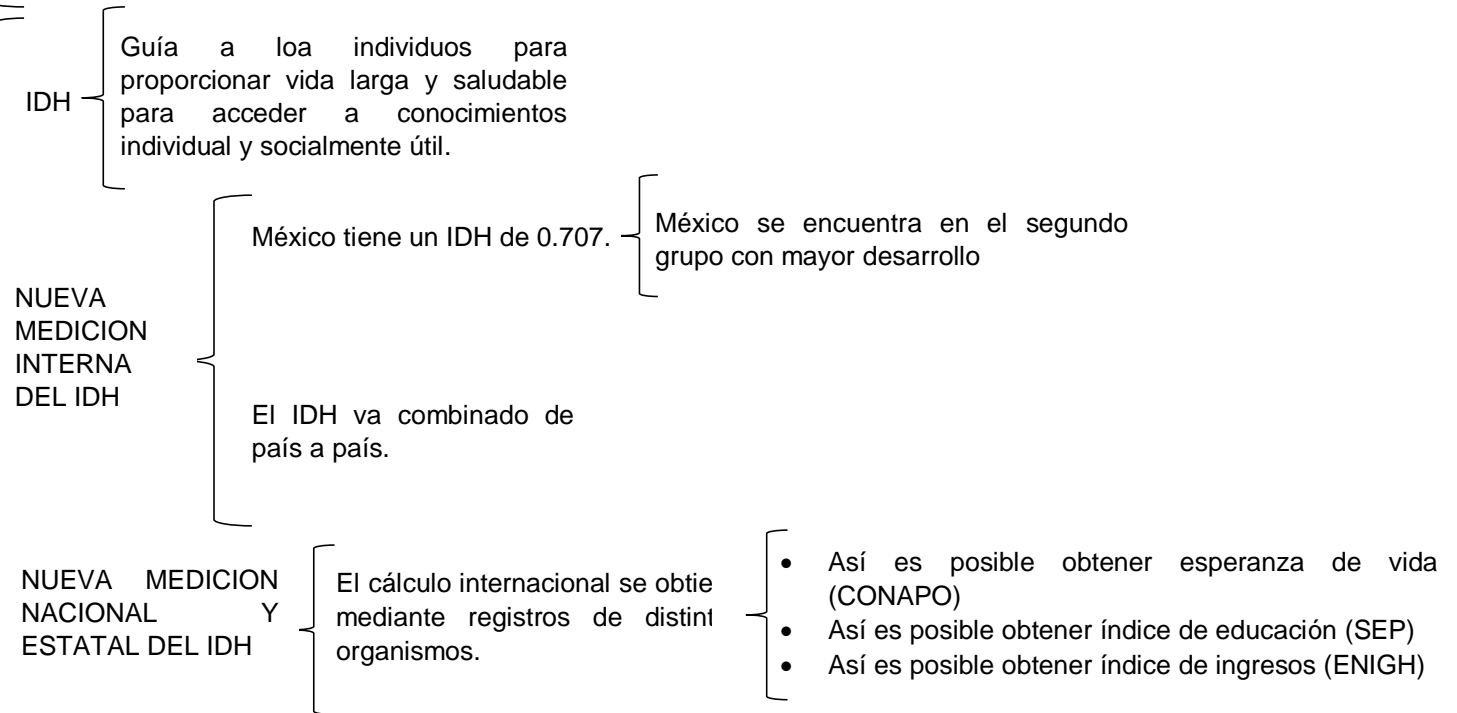 Guía a loa individuos para
proporcionar vida larga y saludable
para acceder a conocimientos
individual y socialmente útil.
IDH
México tiene un IDH de 0.707.
México se encuentra en el segundo
grupo con mayor desarrollo
NUEVA
MEDICION
INTERNA
DEL IDH
El IDH va combinado de
país a país.
NUEVA MEDICION
NACIONAL Y
ESTATAL DEL IDH
El cálculo internacional se obtie
mediante registros de distint
organismos.
• Así es posible obtener esperanza de vida
(CONAPO)
• Así es posible obtener índice de educación (SEP)
• Así es posible obtener índice de ingresos (ENIGH)